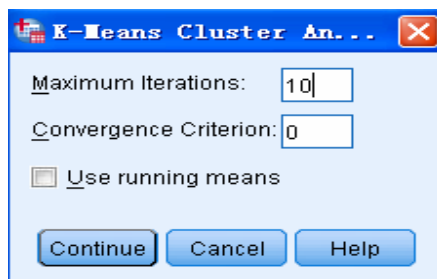 K-Means Cluster An...
Maximum Iterations: 10
Convergence Criterion: 0
Use running means
Continue Cancel Help